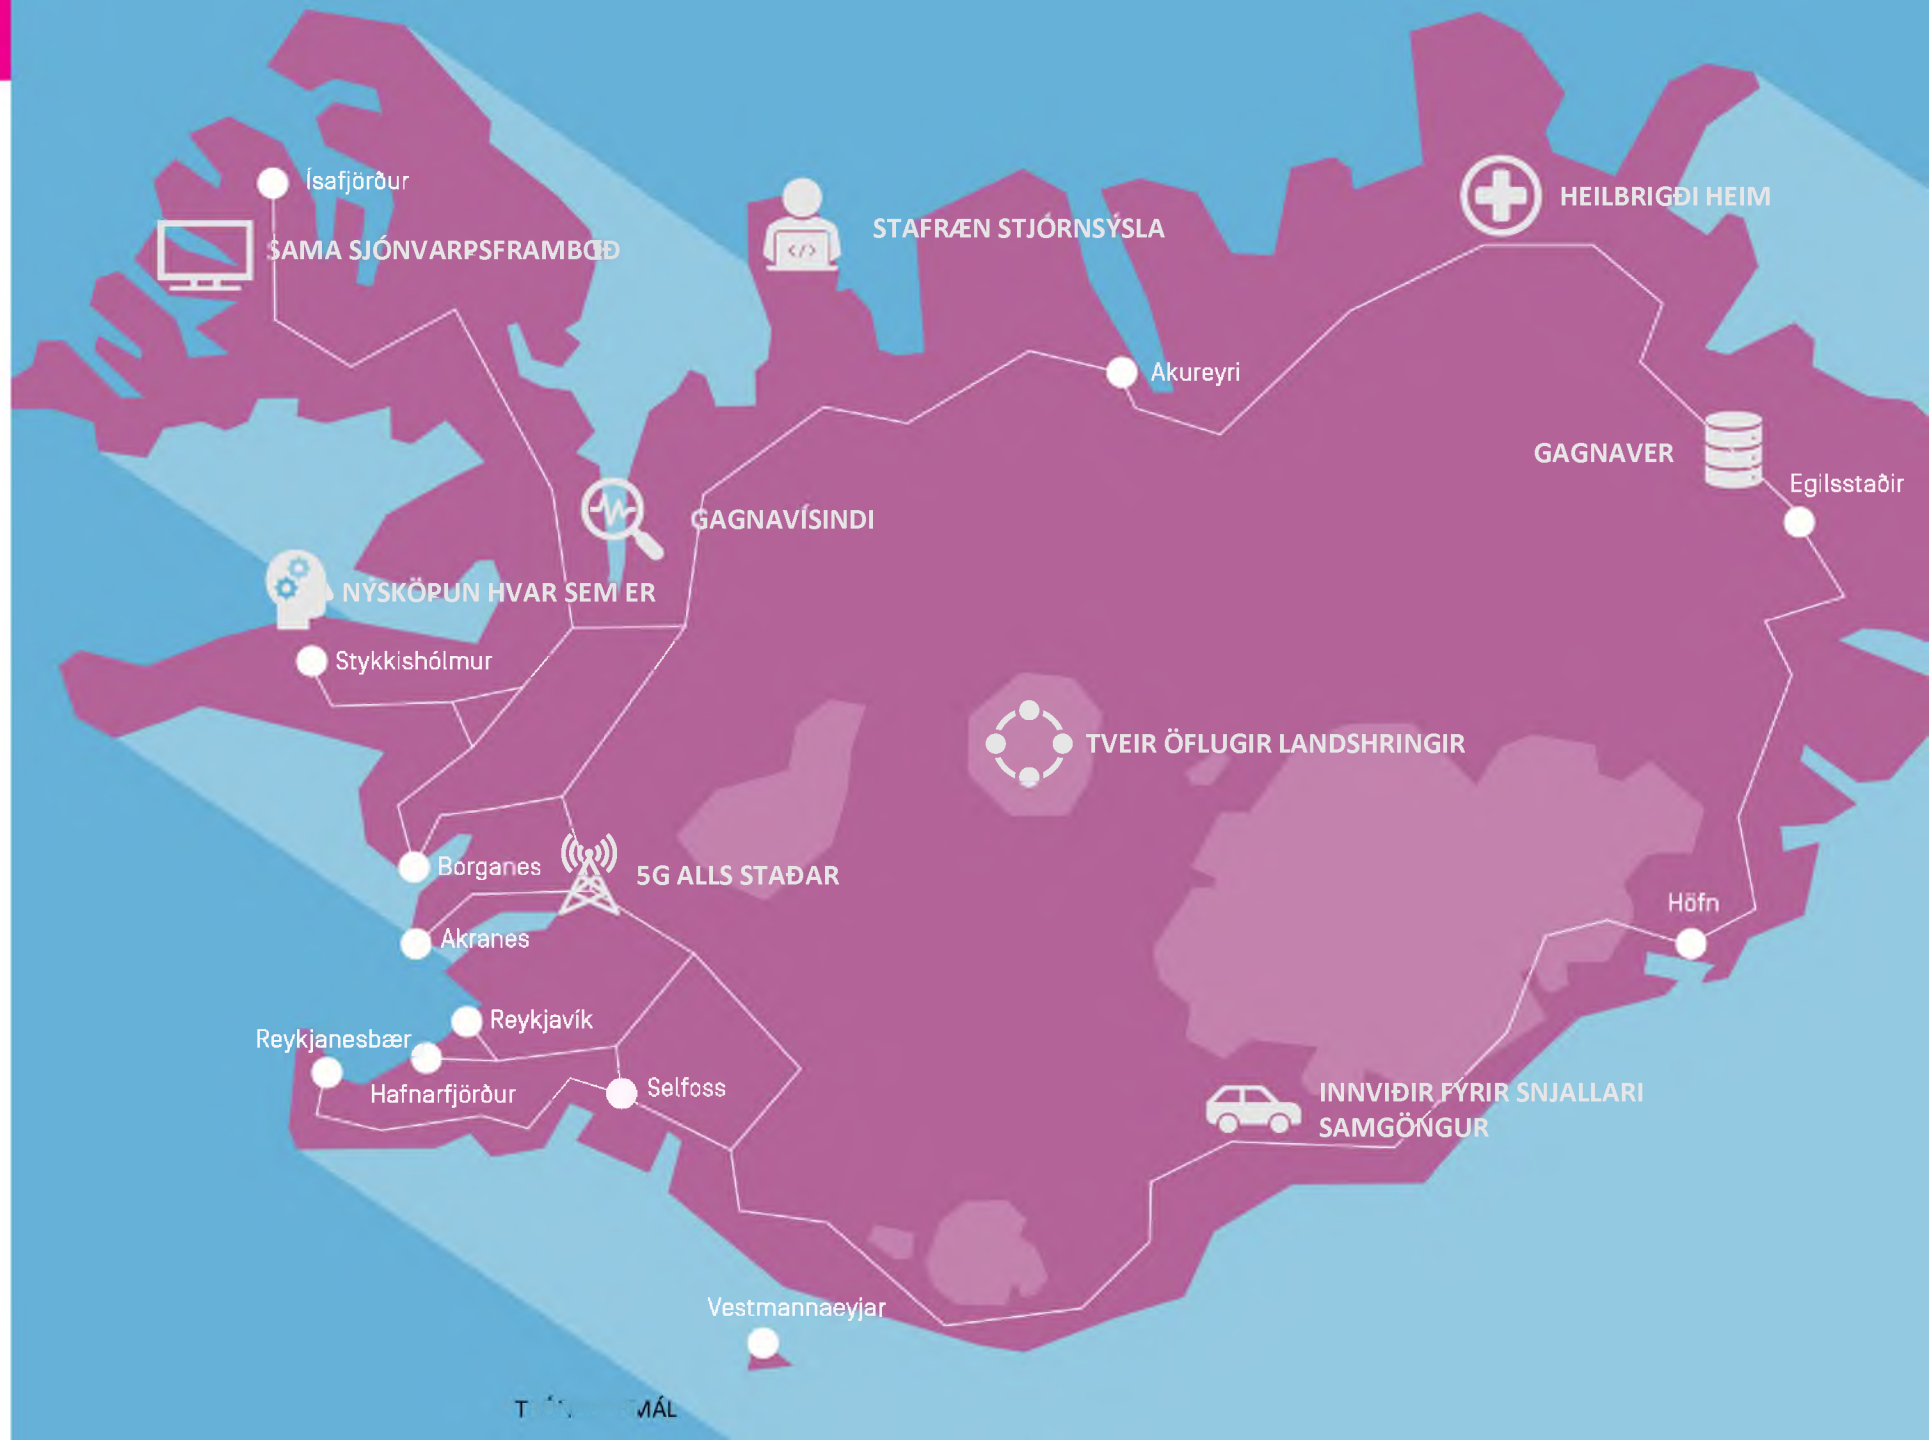 Ísafjörður
HEILBRIGÐI HEIM
STAFRÆN STJÓRNSÝSLA
SAMA SJÓNVARPSFRAMBOÐ
Akureyri
GAGNAVER
Egilsstaðir
GAGNAVÍSINDI
NÝSKÖPUN HVAR SEM ER
Stykkishólmur
TVEIR ÖFLUGIR LANDSHRINGIR
Borganes
5G ALLS STAÐAR
Höfn
Akranes
Reykjavík
Reykjanesbær
Hafnarfjörður
Selfoss
INNVIÐIR FYRIR SNJALLARI
SAMGÖNGUR
Vestmannaeyjar